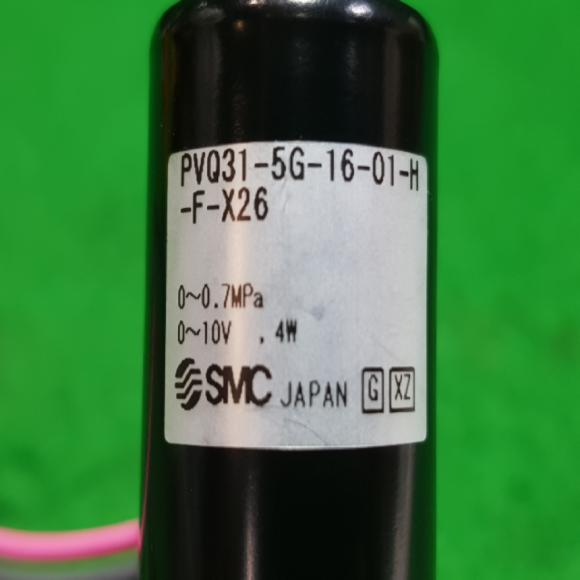 PVQ31-5G-16-01-H
-F-X26
0~0.7MPa
0~10V , 4W
SMC JAPAN G XZ